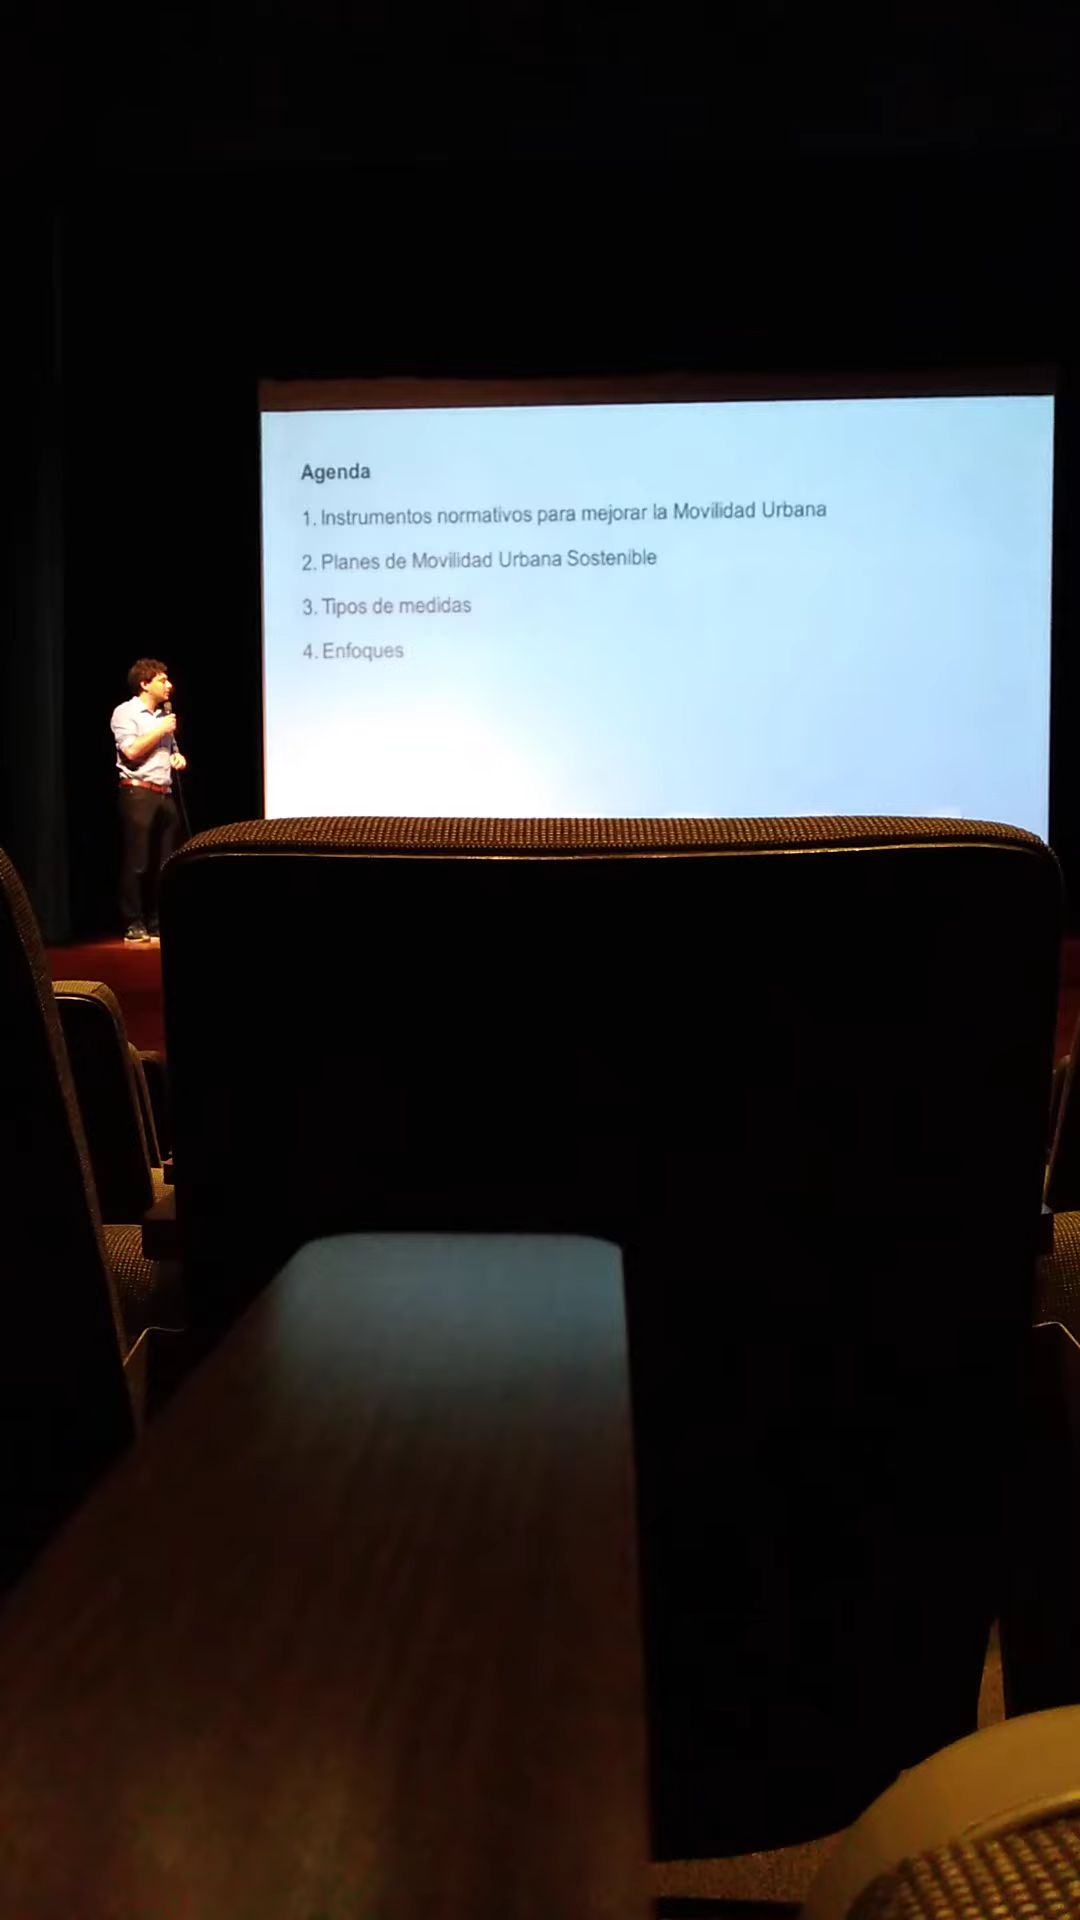 Agenda
1. Instrumentos normativos para mejorar la Movilidad Urbana
2. Planes de Movilidad Urbana Sostenible
3. Tipos de medidas
4. Enfoques